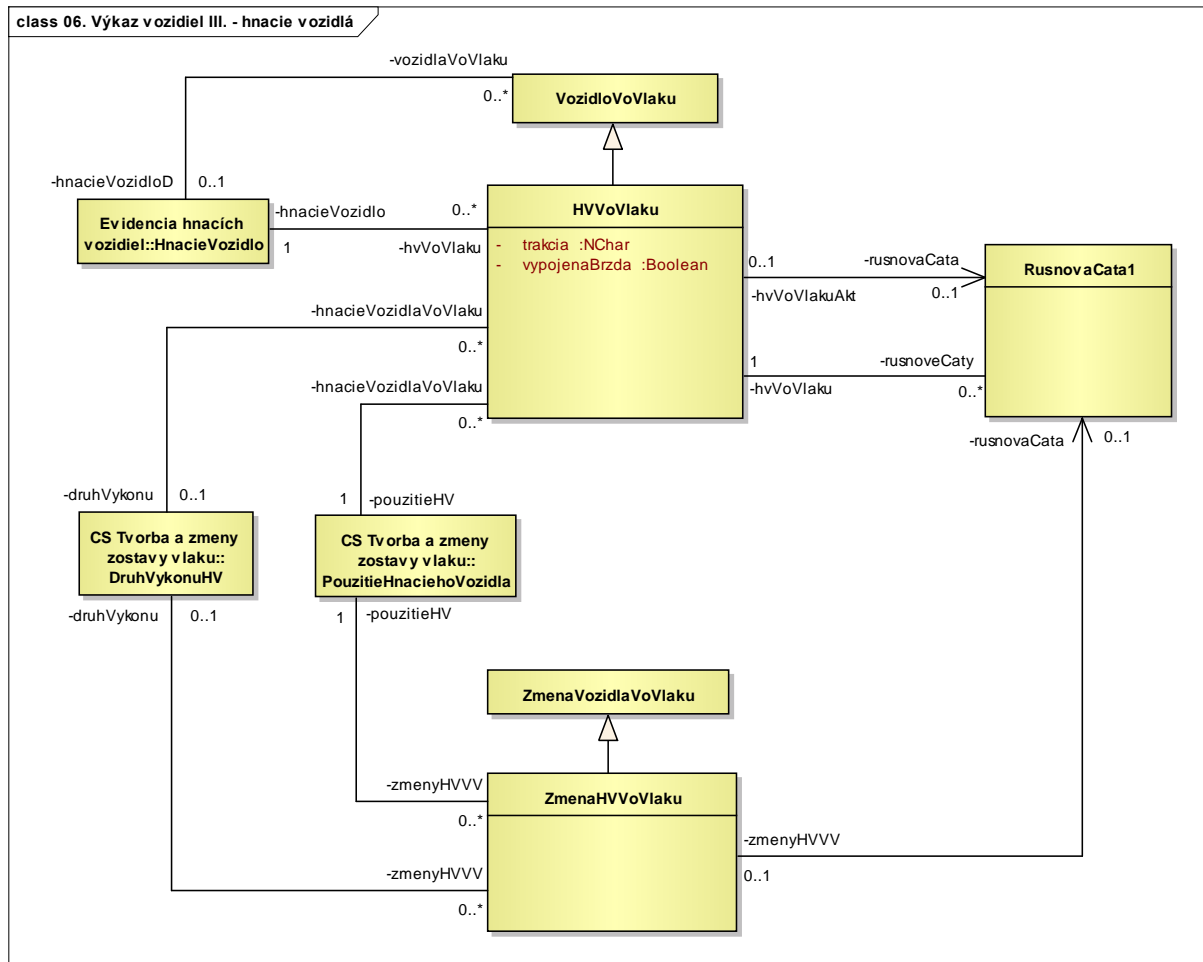 class 06. Výkaz vozidiel III. - hnacie vozidlá
-vozidlaVoVlaku
0..*
VozidloVoVlaku
-hnacieVozidloD
0..1
Evidencia hnacích
vozidiel::HnacieVozidlo
-hnacieVozidlo
1
0..*
-hvVoVlaku
HVVoVlaku
- trakcia :NChar
- vypojenaBrzda :Boolean
0..1
-hvVoVlakuAkt
-rusnovaCata
0..1
RusnovaCata1
-hnacieVozidlaVoVlaku
0..*
1
-hvVoVlaku
-rusnoveCaty
0..*
-hnacieVozidlaVoVlaku
0..*
-rusnovaCata
0..1
-druhVykonu
0..1
1
-pouzitieHV
CS Tvorba a zmeny
zostavy vlaku::
DruhVykonuHV
CS Tvorba a zmeny
zostavy vlaku::
PouzitieHnaciehoVozidla
-druhVykonu
0..1
1
-pouzitieHV
ZmenaVozidlaVoVlaku
-zmenyHVVV
0..*
ZmenaHVVoVlaku
-zmenyHVVV
0..1
-zmenyHVVV
0..*